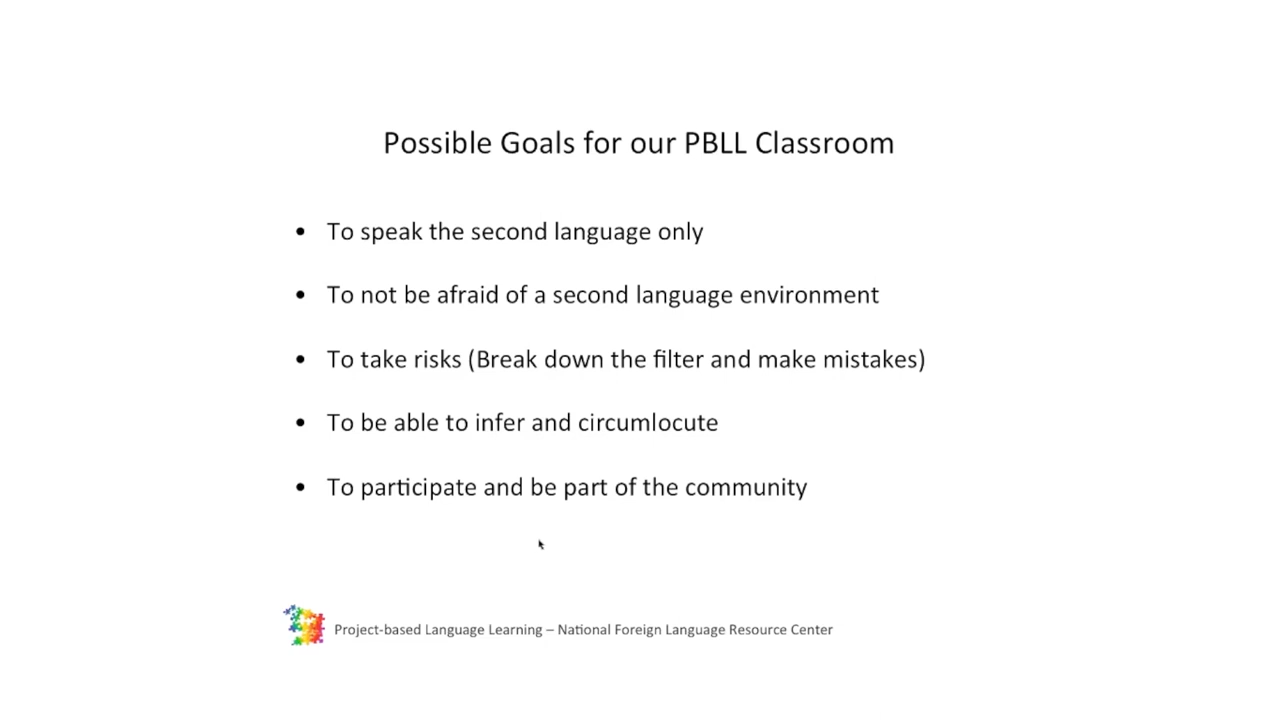 Possible Goals for our PBLL Classroom
• To speak the second language only
• To not be afraid of a second language environment
• To take risks (Break down the filter and make mistakes)
• To be able to infer and circumlocute
• To participate and be part of the community
Project-based Language Learning – National Foreign Language Resource Center